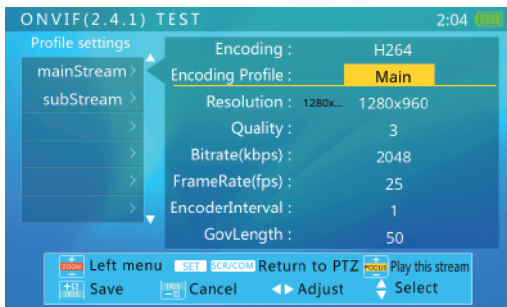 ONVIF(2.4.1) TEST 2:04
Profile settings
mainStream >
subStream >
>
>
>
>
Encoding : H264
Encoding Profile : Main
Resolution : 1280x... 1280x960
Quality : 3
Bitrate(kbps) : 2048
FrameRate(fps) : 25
EncoderInterval : 1
GovLength : 50
ZOOM Left menu SET SCR/COM Return to PTZ FOCUS Play this stream
IRIS Save IRIS Cancel Adjust Select